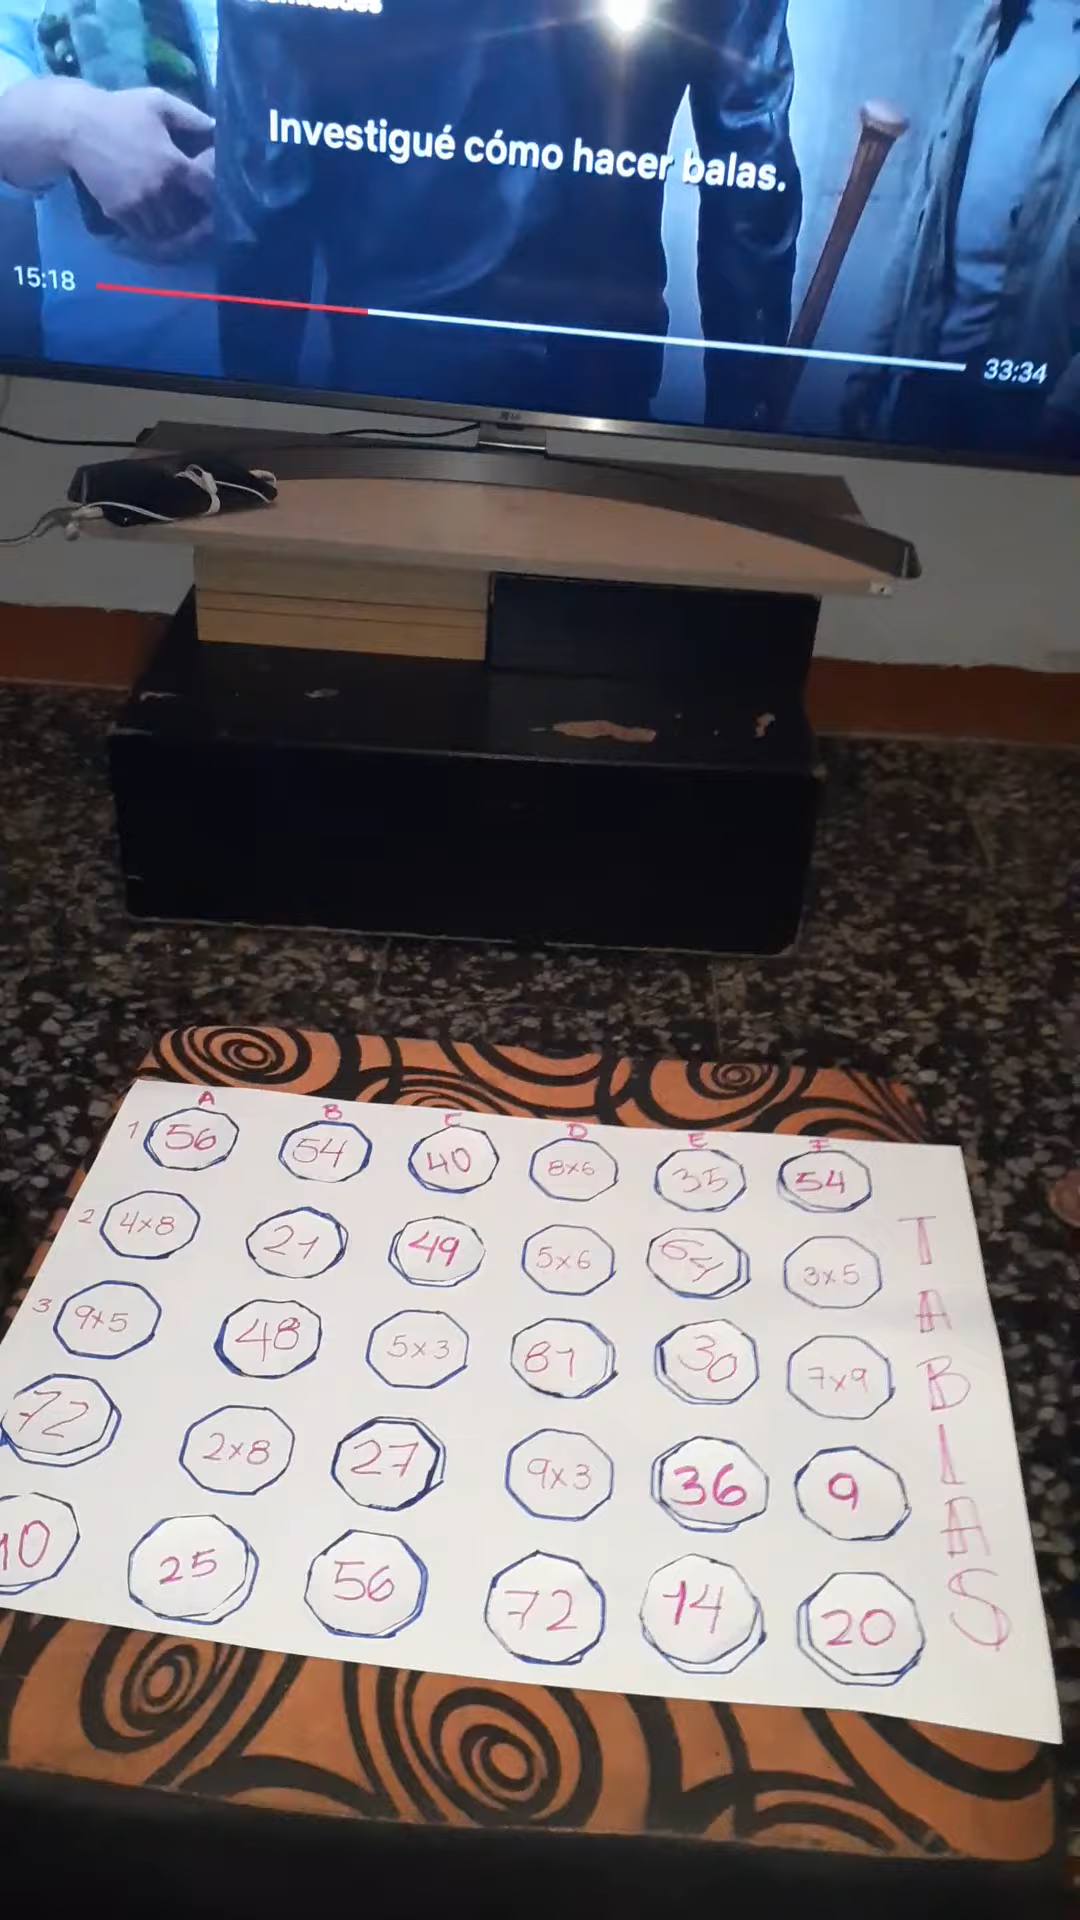 Investigué cómo hacer balas.
15:18
33:34
LG
A B C D E F
1 56 54 40 8x6 35 54
2 4x8 21 49 5x6 64 3x5
3 9x5 48 5x3 81 30 7x9
72 2x8 27 9x3 36 9
10 25 56 72 14 20
TABLAS